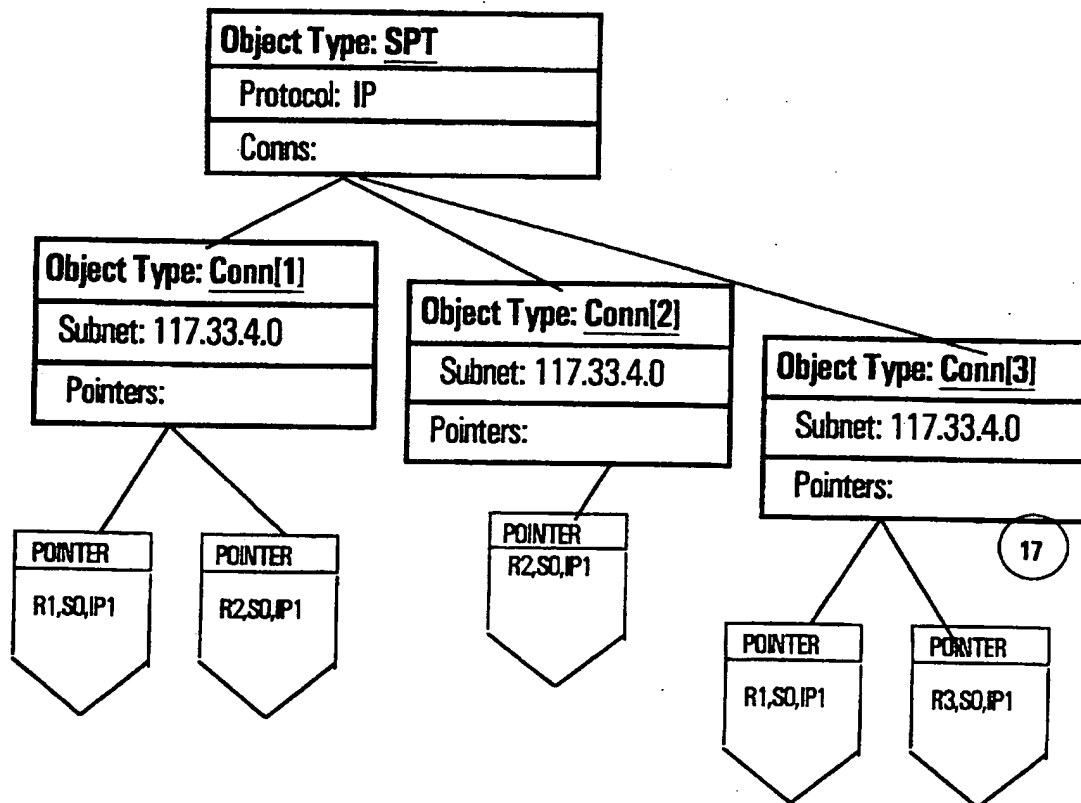 Object Type: SPT
Protocol: IP
Conns:
Object Type: Conn[1]
Subnet: 117.33.4.0
Pointers:
Object Type: Conn[2]
Subnet: 117.33.4.0
Pointers:
Object Type: Conn[3]
Subnet: 117.33.4.0
Pointers:
POINTER
R1,S0,IP1
POINTER
R2,S0,IP1
POINTER
R2,S0,IP1
17
POINTER
R1,S0,IP1
POINTER
R3,S0,IP1